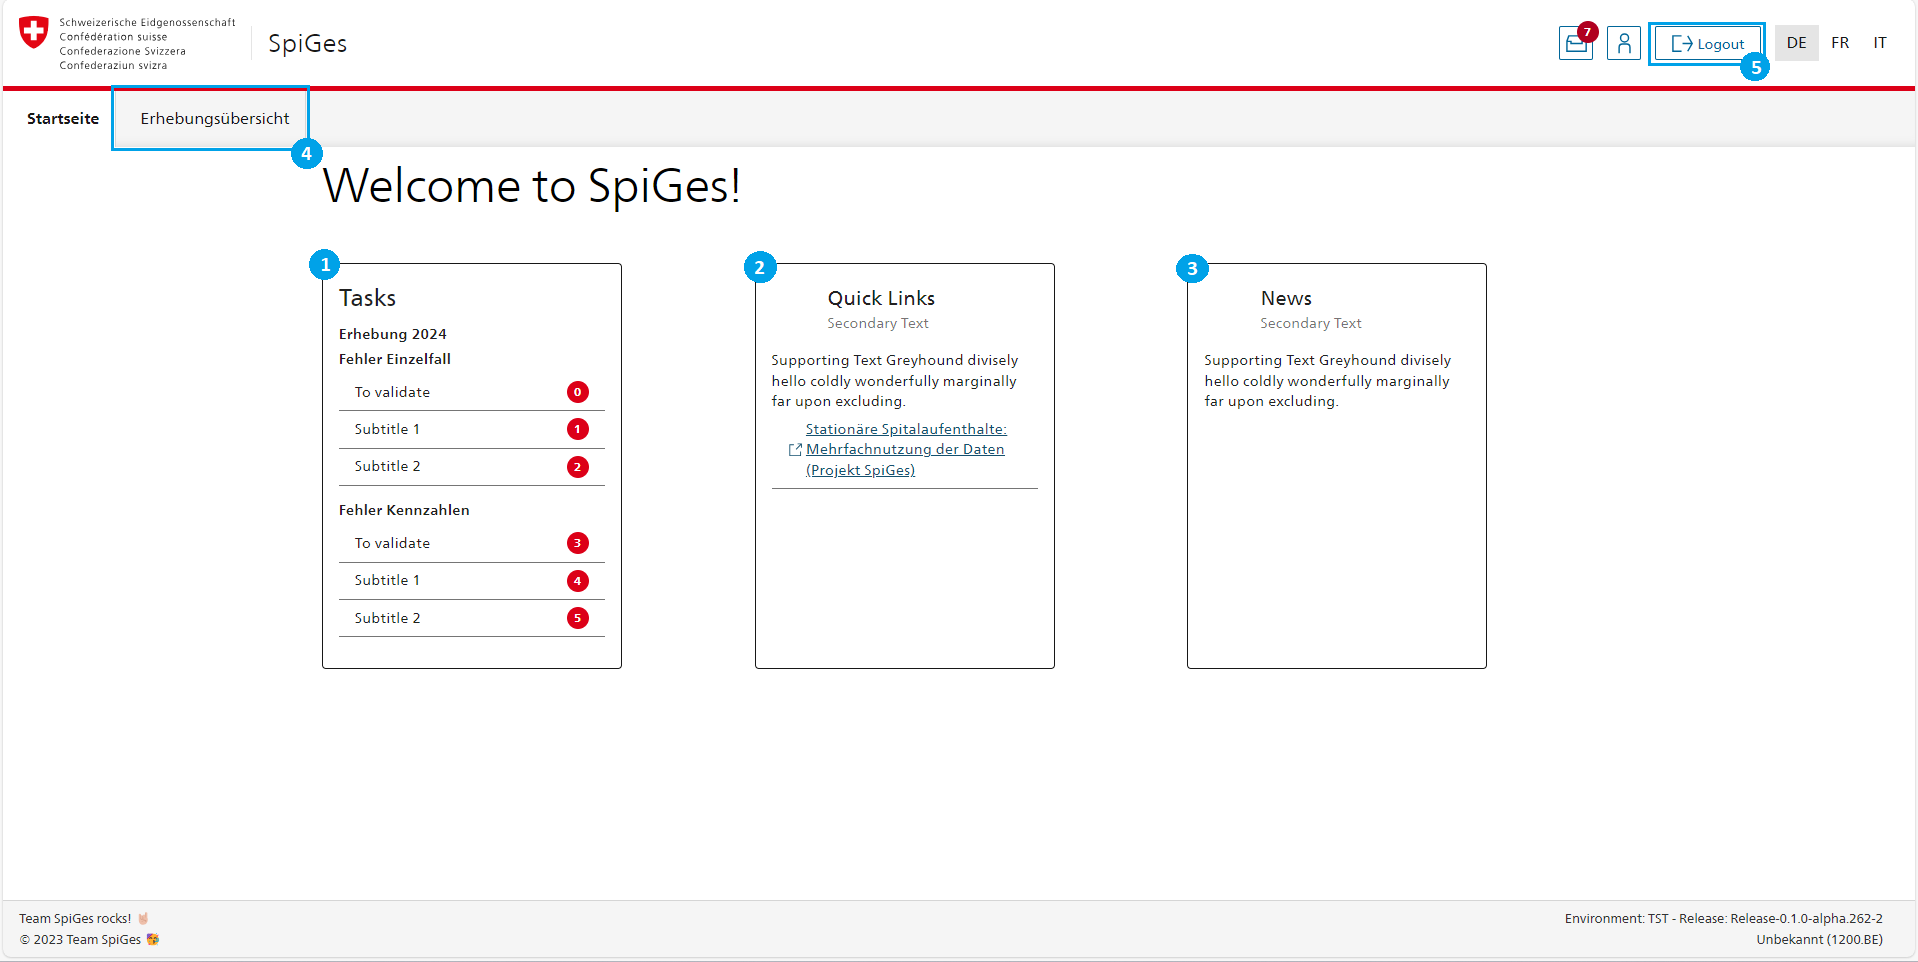 Schweizerische Eidgenossenschaft
Confédération suisse
Confederazione Svizzera
Confederaziun svizra
SpiGes
7
Logout
5
DE
FR
IT
Startseite
Erhebungsübersicht
4
Welcome to SpiGes!
1
Tasks
Erhebung 2024
Fehler Einzelfall
To validate 0
Subtitle 1 1
Subtitle 2 2
Fehler Kennzahlen
To validate 3
Subtitle 1 4
Subtitle 2 5
2
Quick Links
Secondary Text
Supporting Text Greyhound divisely
hello coldly wonderfully marginally
far upon excluding.
Stationäre Spitalaufenthalte:
Mehrfachnutzung der Daten
(Projekt SpiGes)
3
News
Secondary Text
Supporting Text Greyhound divisely
hello coldly wonderfully marginally
far upon excluding.
Team SpiGes rocks! 🤘🏼
© 2023 Team SpiGes
Environment: TST - Release: Release-0.1.0-alpha.262-2
Unbekannt (1200.BE)